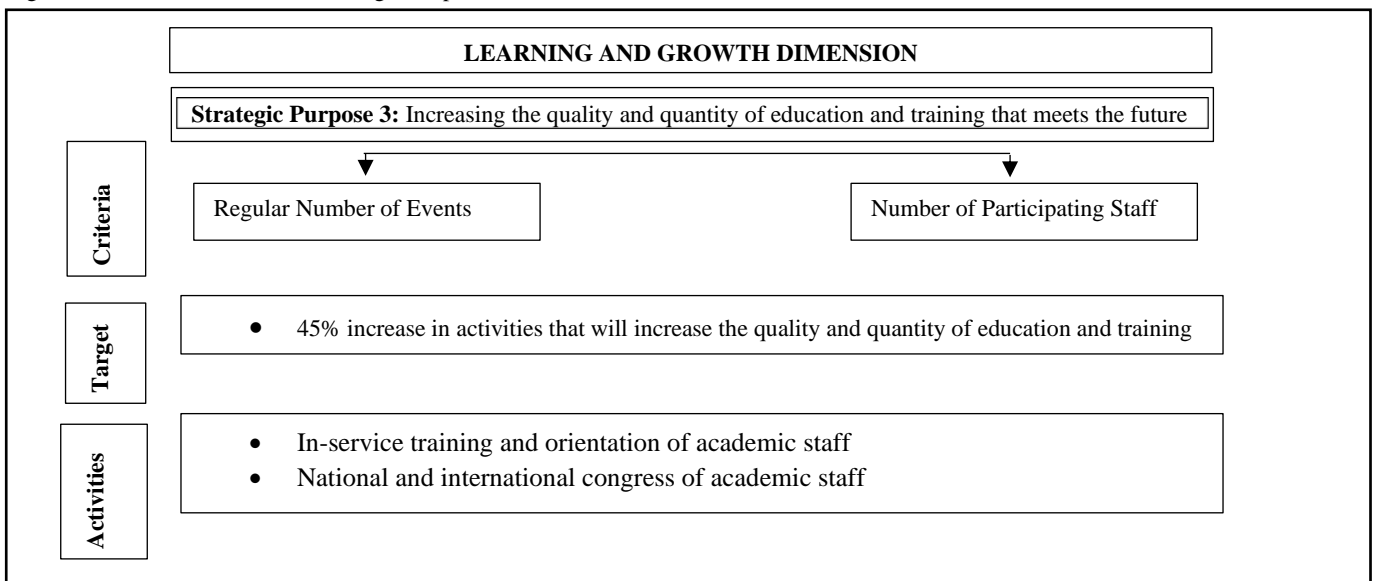 LEARNING AND GROWTH DIMENSION
Strategic Purpose 3: Increasing the quality and quantity of education and training that meets the future
Criteria
Regular Number of Events
Number of Participating Staff
Target
• 45% increase in activities that will increase the quality and quantity of education and training
Activities
• In-service training and orientation of academic staff
• National and international congress of academic staff